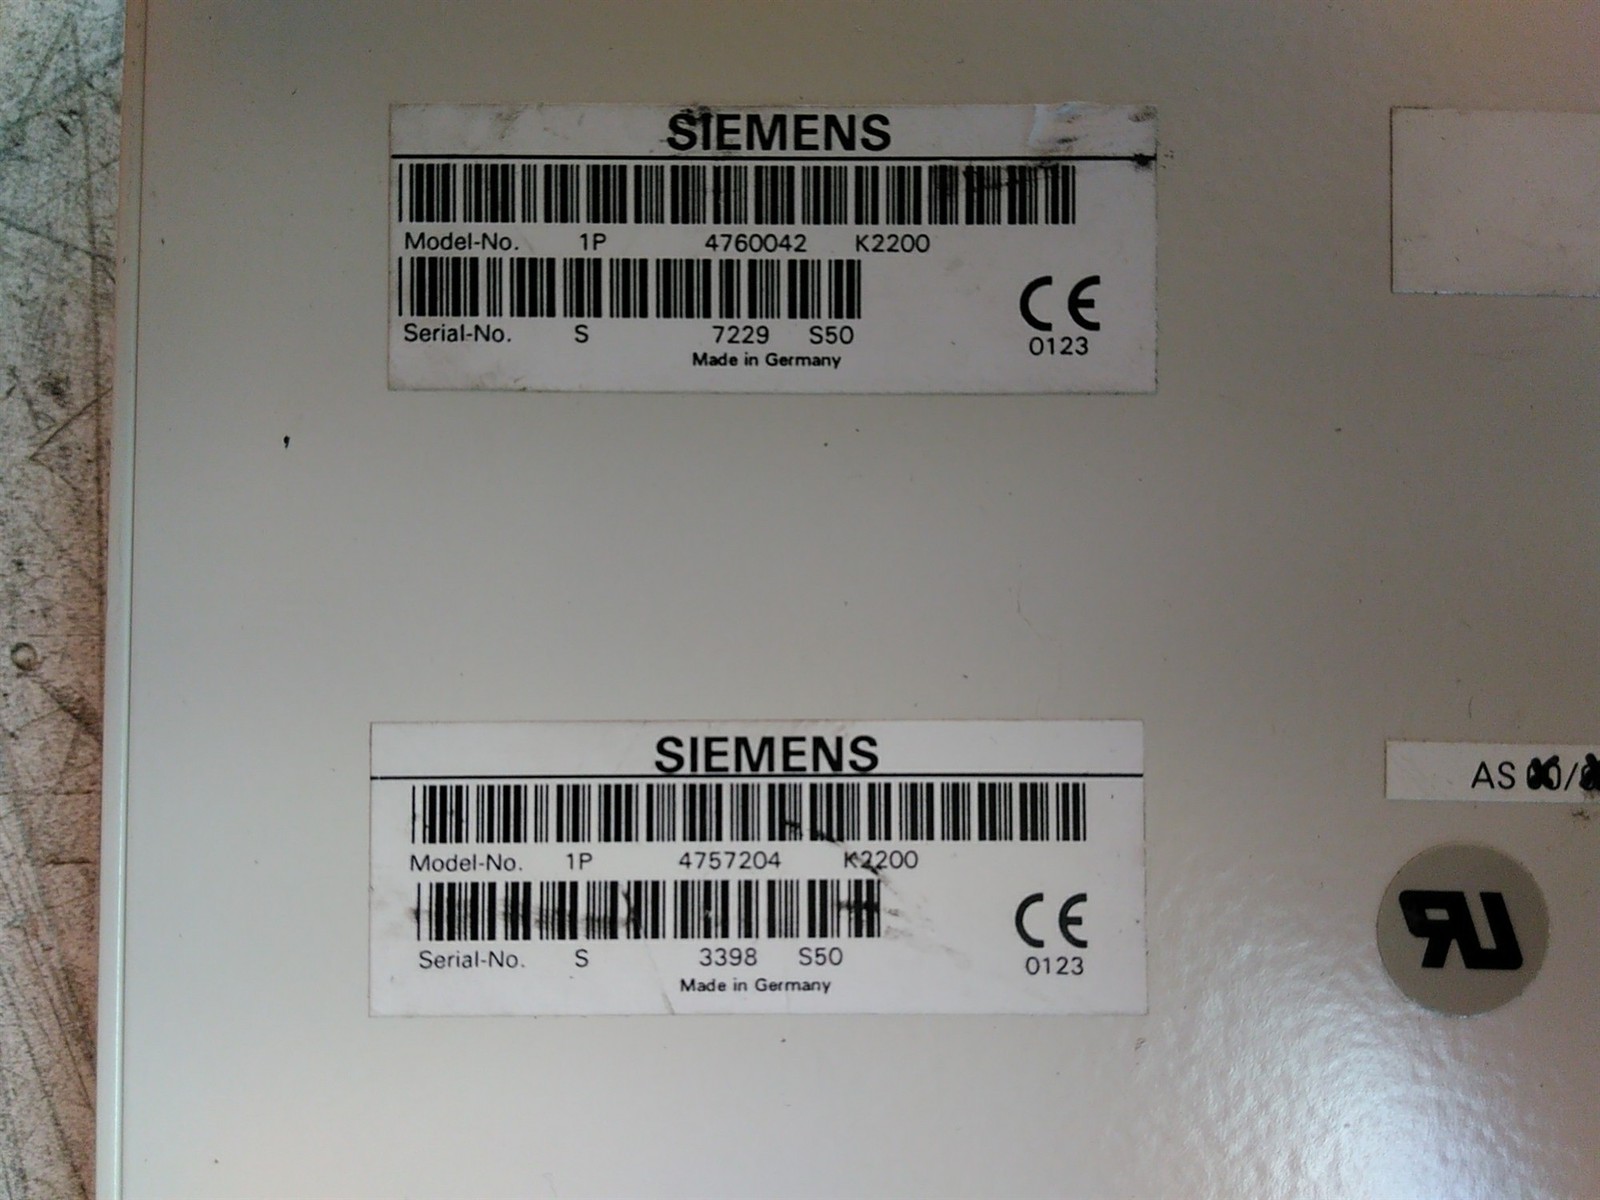 SIEMENS
Model-No. 1P 4760042 K2200
Serial-No. S 7229 S50
CE
0123
Made in Germany
SIEMENS
AS
Model-No. 1P 4757204 K2200
Serial-No. S 3398 S50
CE
0123
Made in Germany